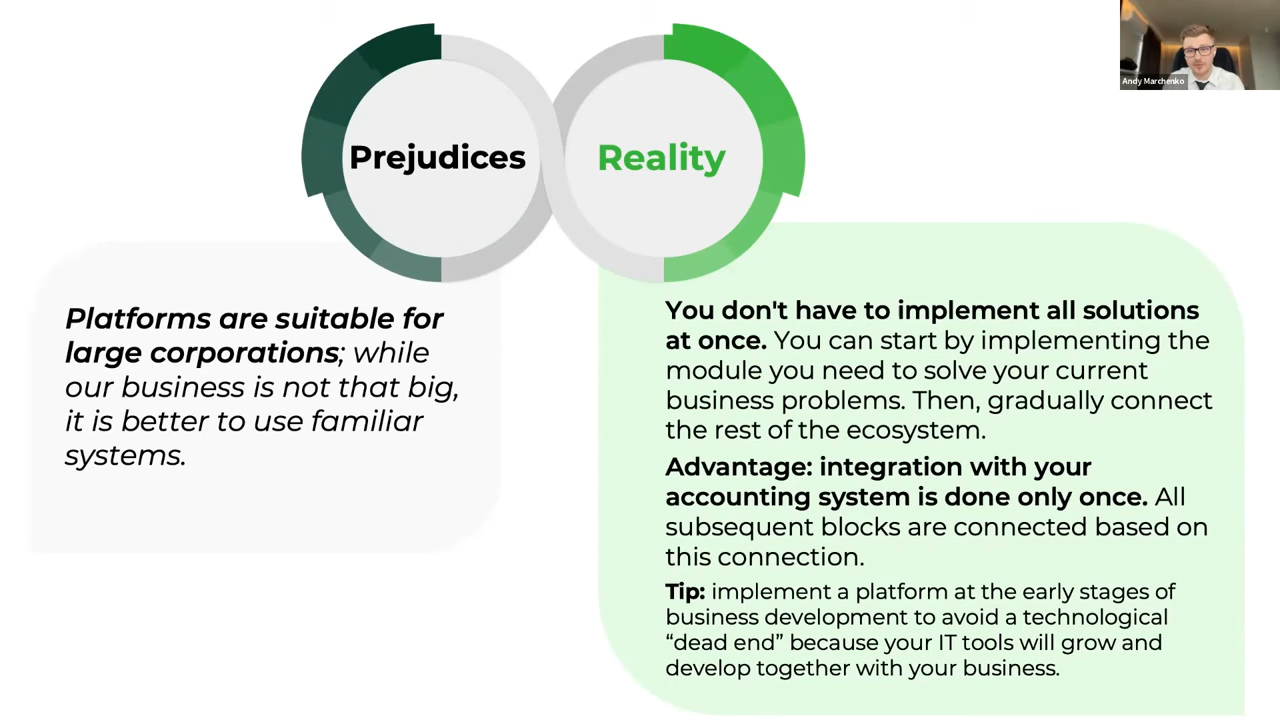 Prejudices
Reality
Andy Marchenko
Platforms are suitable for
large corporations; while
our business is not that big,
it is better to use familiar
systems.
You don't have to implement all solutions
at once. You can start by implementing the
module you need to solve your current
business problems. Then, gradually connect
the rest of the ecosystem.
Advantage: integration with your
accounting system is done only once. All
subsequent blocks are connected based on
this connection.
Tip: implement a platform at the early stages of
business development to avoid a technological
“dead end” because your IT tools will grow and
develop together with your business.